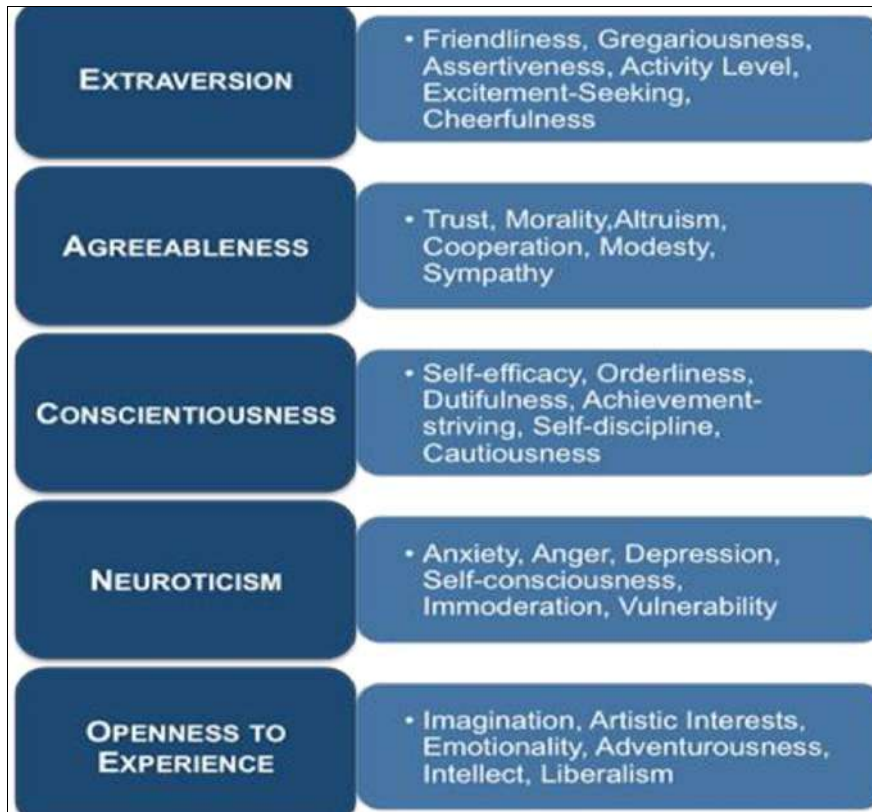 EXTRAVERSION
• Friendliness, Gregariousness,
Assertiveness, Activity Level,
Excitement-Seeking,
Cheerfulness
AGREEABLENESS
• Trust, Morality,Altruism,
Cooperation, Modesty,
Sympathy
CONSCIENTIOUSNESS
• Self-efficacy, Orderliness,
Dutifulness, Achievement-
striving, Self-discipline,
Cautiousness
NEUROTICISM
• Anxiety, Anger, Depression,
Self-consciousness,
Immoderation, Vulnerability
OPENNESS TO
EXPERIENCE
• Imagination, Artistic Interests,
Emotionality, Adventurousness,
Intellect, Liberalism